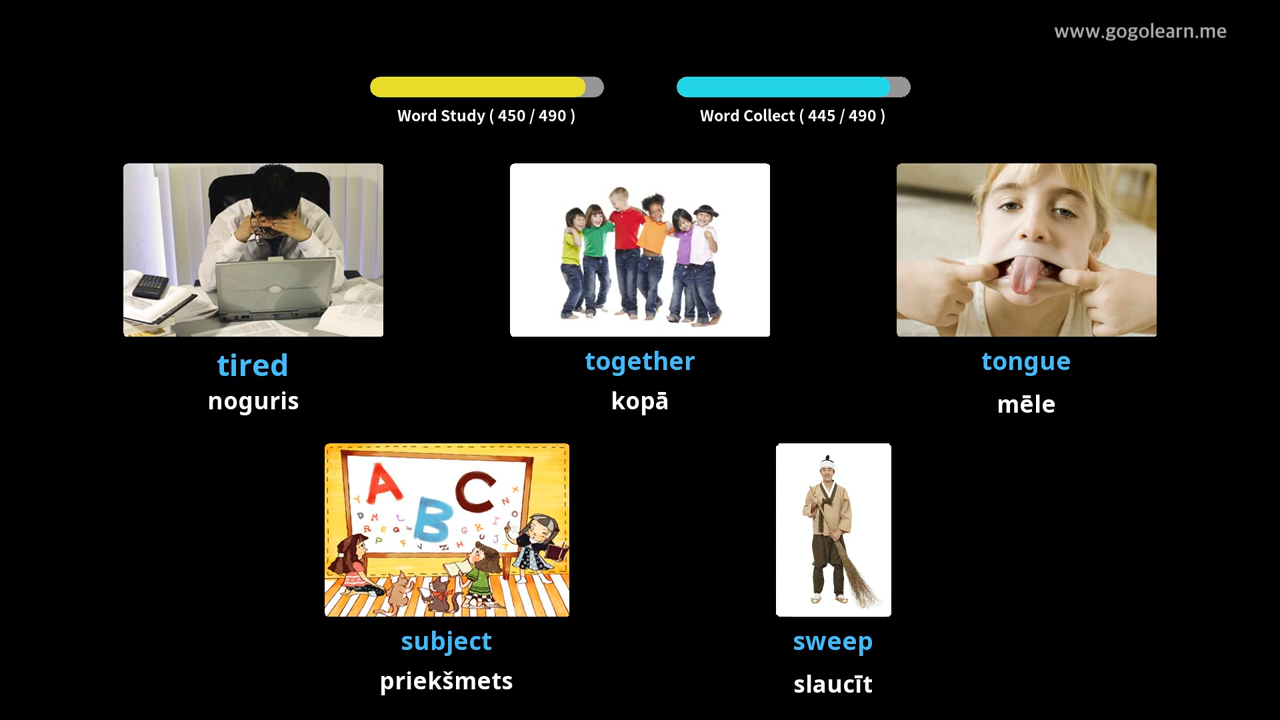 www.gogolearn.me
Word Study ( 450 / 490 )
Word Collect ( 445 / 490 )
tired
noguris
together
kopā
tongue
mēle
A B C
subject
priekšmets
sweep
slaucīt